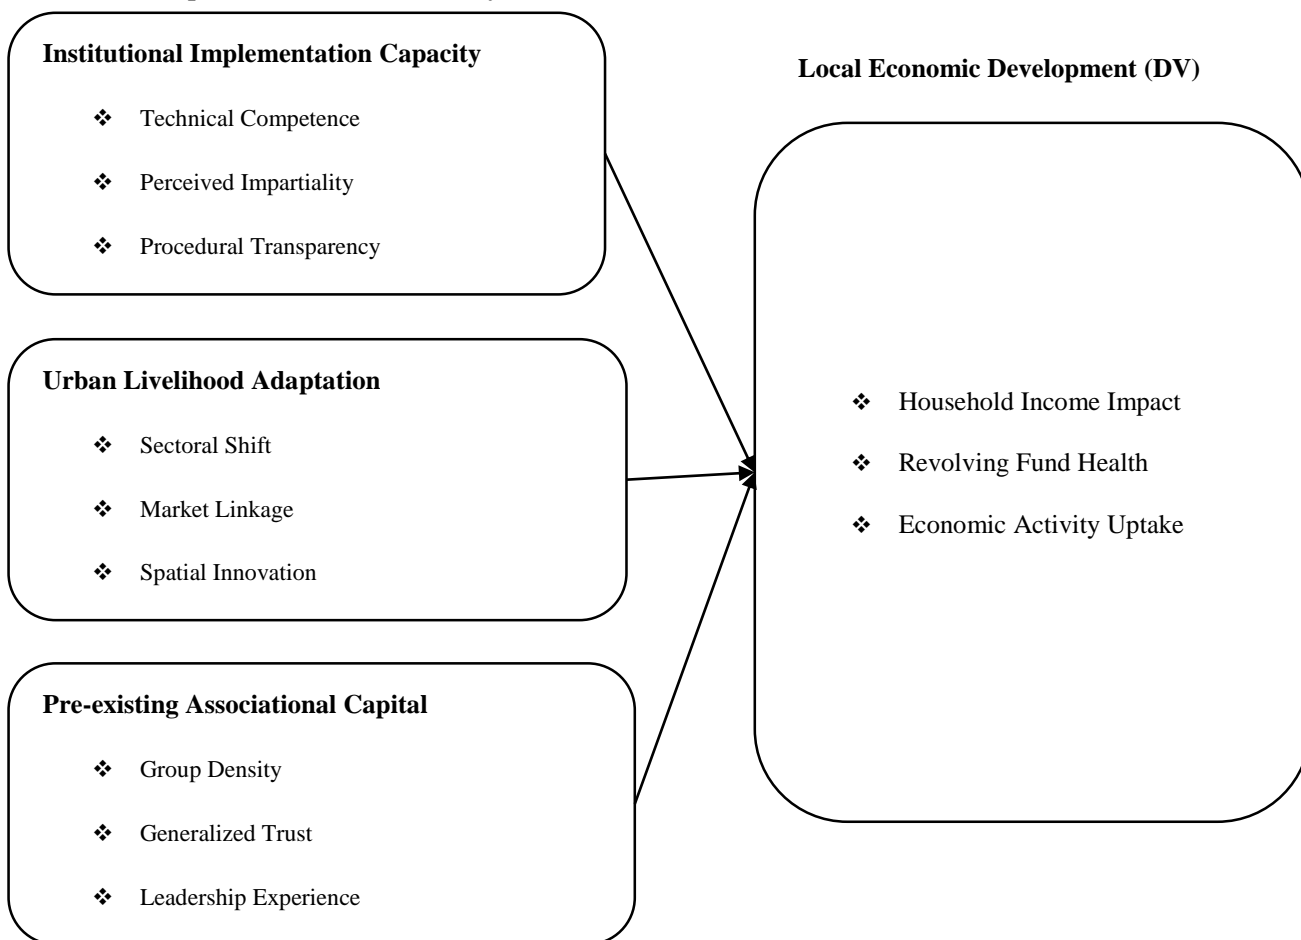 Institutional Implementation Capacity
❖ Technical Competence
❖ Perceived Impartiality
❖ Procedural Transparency
Local Economic Development (DV)
Urban Livelihood Adaptation
❖ Sectoral Shift
❖ Market Linkage
❖ Spatial Innovation
❖ Household Income Impact
❖ Revolving Fund Health
❖ Economic Activity Uptake
Pre-existing Associational Capital
❖ Group Density
❖ Generalized Trust
❖ Leadership Experience